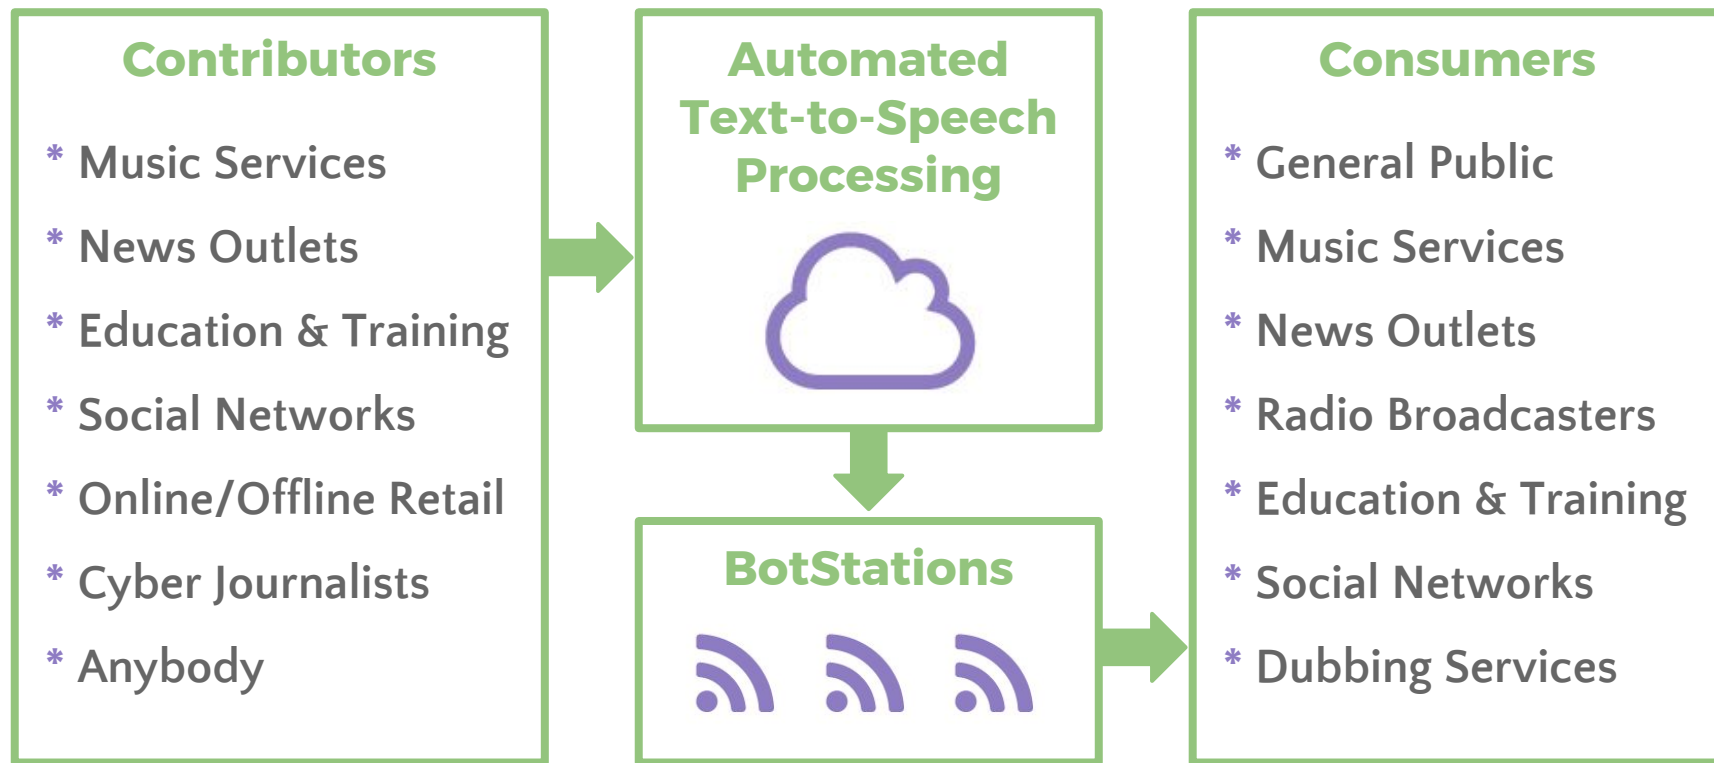 Contributors
* Music Services
* News Outlets
* Education & Training
* Social Networks
* Online/Offline Retail
* Cyber Journalists
* Anybody
Automated
Text-to-Speech
Processing
BotStations
Consumers
* General Public
* Music Services
* News Outlets
* Radio Broadcasters
* Education & Training
* Social Networks
* Dubbing Services